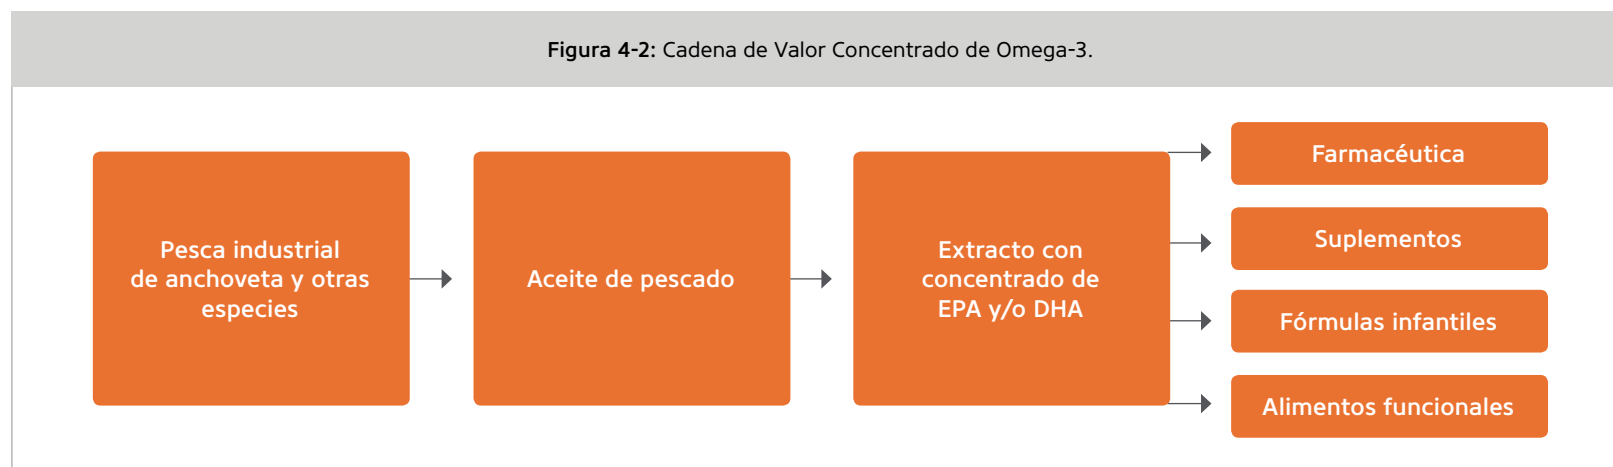 Figura 4-2: Cadena de Valor Concentrado de Omega-3.
Pesca industrial
de anchoveta y otras
especies
Aceite de pescado
Extracto con
concentrado de
EPA y/o DHA
Farmacéutica
Suplementos
Fórmulas infantiles
Alimentos funcionales